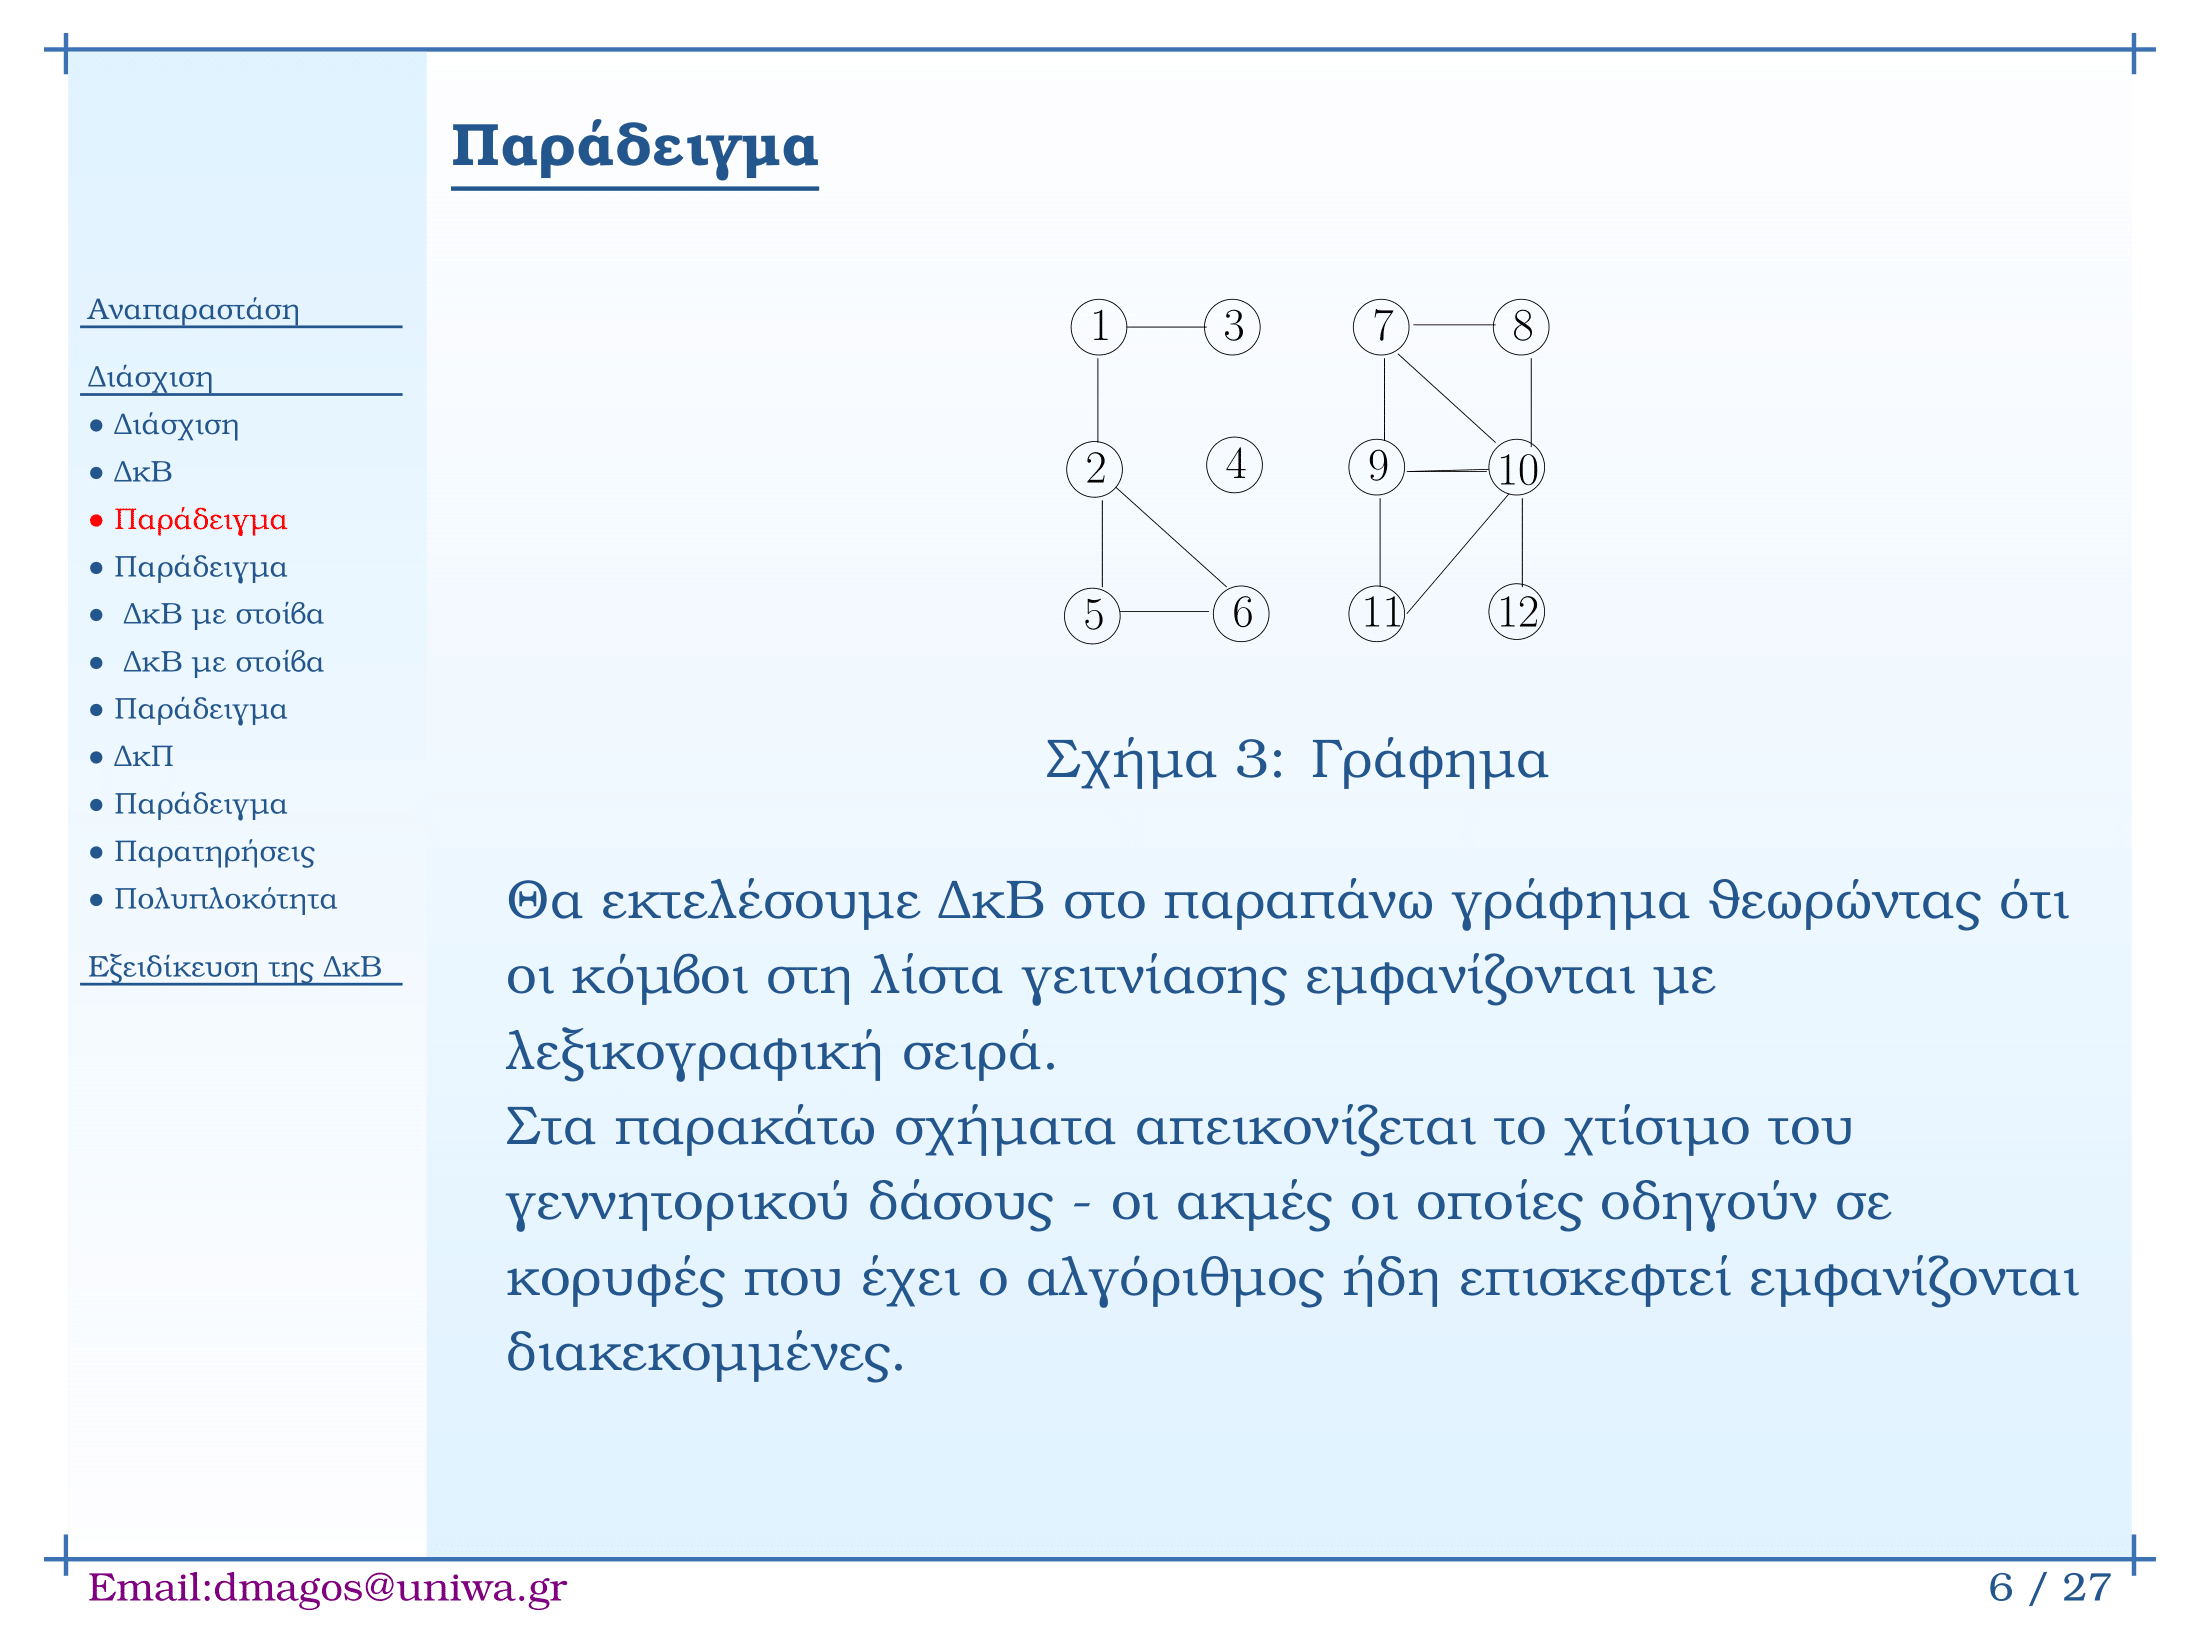 Παράδειγμα
Αναπαραστάση
Διάσχιση
• Διάσχιση
• ΔκΒ
• Παράδειγμα
• Παράδειγμα
• ΔκΒ με στοίβα
• ΔκΒ με στοίβα
• Παράδειγμα
• ΔκΠ
• Παράδειγμα
• Παρατηρήσεις
• Πολυπλοκότητα
Εξειδίκευση της ΔκΒ
1 3 7 8
2 4 9 10
5 6 11 12
Σχήμα 3: Γράφημα
Θα εκτελέσουμε ΔκΒ στο παραπάνω γράφημα θεωρώντας ότι
οι κόμβοι στη λίστα γειτνίασης εμφανίζονται με
λεξικογραφική σειρά.
Στα παρακάτω σχήματα απεικονίζεται το χτίσιμο του
γεννητορικού δάσους - οι ακμές οι οποίες οδηγούν σε
κορυφές που έχει ο αλγόριθμος ήδη επισκεφτεί εμφανίζονται
διακεκομμένες.
Email:dmagos@uniwa.gr
6 / 27